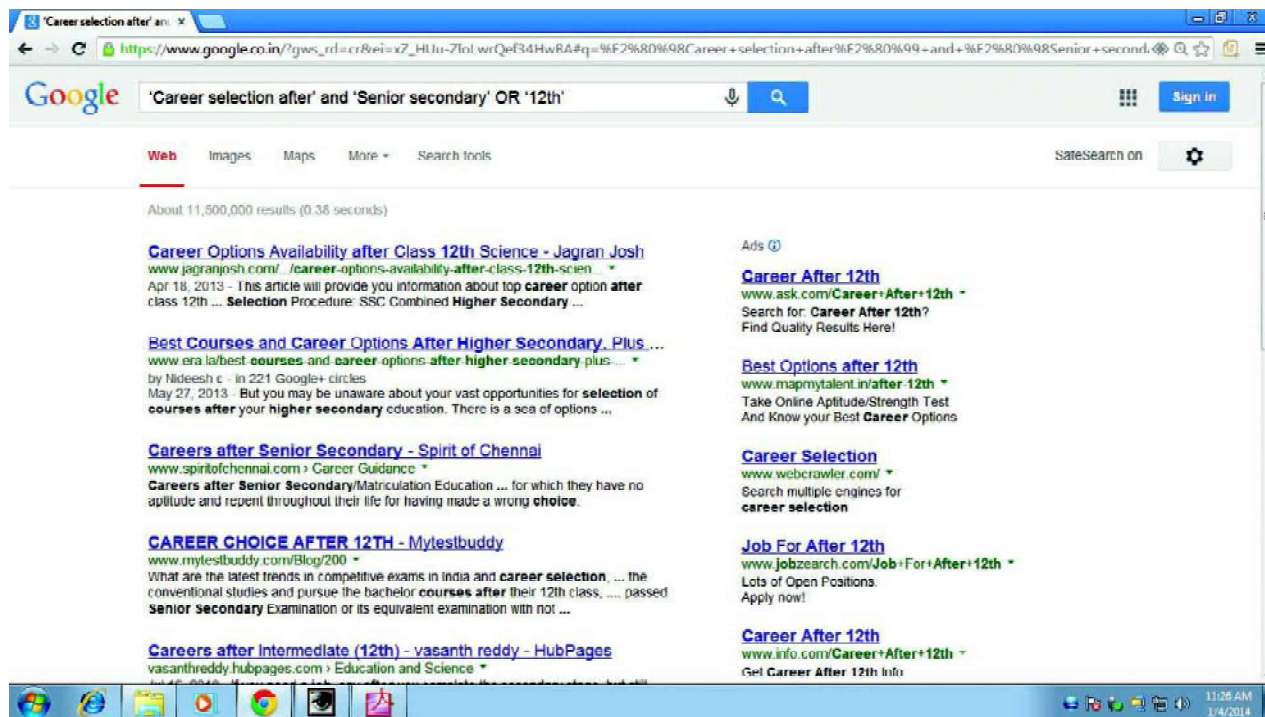 'Career selection after' an
https://www.google.co.in/?gws_rd=cr&ei=
Google
'Career selection after' and 'Senior secondary' OR '12th'
Sign in
Web Images Maps More Search tools
SafeSearch on
About 11,500,000 results (0.38 seconds)
Career Options Availability after Class 12th Science - Jagran Josh
www.jagranjosh.com/.../career-options-availability-after-class-12th-scien...
Apr 18, 2013 - This article will provide you information about top career option after
class 12th ... Selection Procedure: SSC Combined Higher Secondary ...
Best Courses and Career Options After Higher Secondary, Plus ...
www.era.la/best-courses-and-career-options-after-higher-secondary-plus-...
by Nideesh c - in 221 Google+ circles
May 27, 2013 - But you may be unaware about your vast opportunities for selection of
courses after your higher secondary education. There is a sea of options ...
Careers after Senior Secondary - Spirit of Chennai
www.spiritofchennai.com › Career Guidance
Careers after Senior Secondary/Matriculation Education ... for which they have no
aptitude and repent throughout their life for having made a wrong choice.
CAREER CHOICE AFTER 12TH - Mytestbuddy
www.mytestbuddy.com/Blog/200
What are the latest trends in competitive exams in India and career selection, ... the
conventional studies and pursue the bachelor courses after their 12th class, .... passed
Senior Secondary Examination or its equivalent examination with not ...
Careers after Intermediate (12th) - vasanth reddy - HubPages
vasanthreddy.hubpages.com › Education and Science
Ads
Career After 12th
www.ask.com/Career+After+12th
Search for: Career After 12th?
Find Quality Results Here!
Best Options after 12th
www.mapmytalent.in/after-12th
Take Online Aptitude/Strength Test
And Know your Best Career Options
Career Selection
www.webcrawler.com/
Search multiple engines for
career selection
Job For After 12th
www.jobzearch.com/Job+For+After+12th
Lots of Open Positions.
Apply now!
Career After 12th
www.info.com/Career+After+12th
Get Career After 12th Info
11:26 AM
1/4/2014